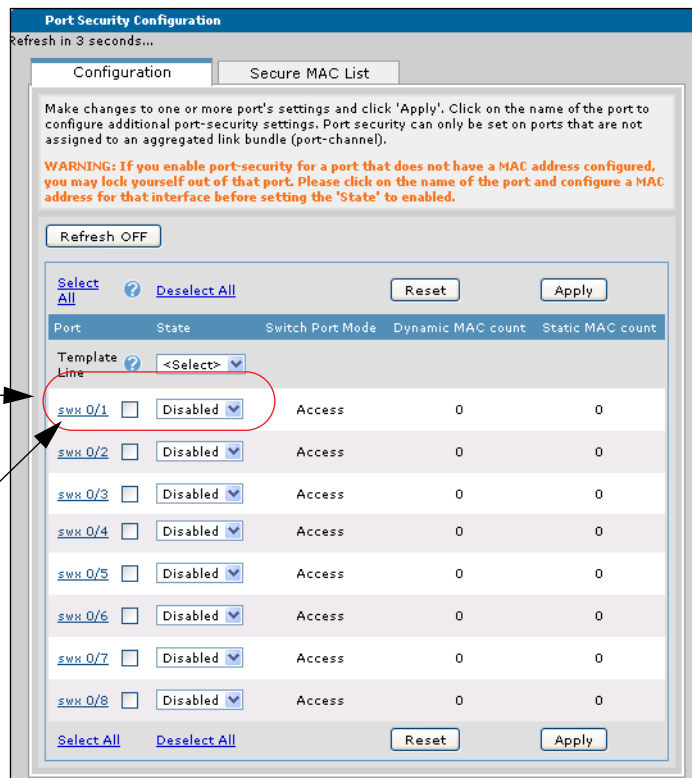 Port Security Configuration
Refresh in 3 seconds...
Configuration Secure MAC List
Make changes to one or more port's settings and click 'Apply'. Click on the name of the port to
configure additional port-security settings. Port security can only be set on ports that are not
assigned to an aggregated link bundle (port-channel).
WARNING: If you enable port-security for a port that does not have a MAC address configured,
you may lock yourself out of that port. Please click on the name of the port and configure a MAC
address for that interface before setting the 'State' to enabled.
Refresh OFF
Select All ? Deselect All Reset Apply
Port State Switch Port Mode Dynamic MAC count Static MAC count
Template Line ? <Select>
swx 0/1 Disabled Access 0 0
swx 0/2 Disabled Access 0 0
swx 0/3 Disabled Access 0 0
swx 0/4 Disabled Access 0 0
swx 0/5 Disabled Access 0 0
swx 0/6 Disabled Access 0 0
swx 0/7 Disabled Access 0 0
swx 0/8 Disabled Access 0 0
Select All Deselect All Reset Apply